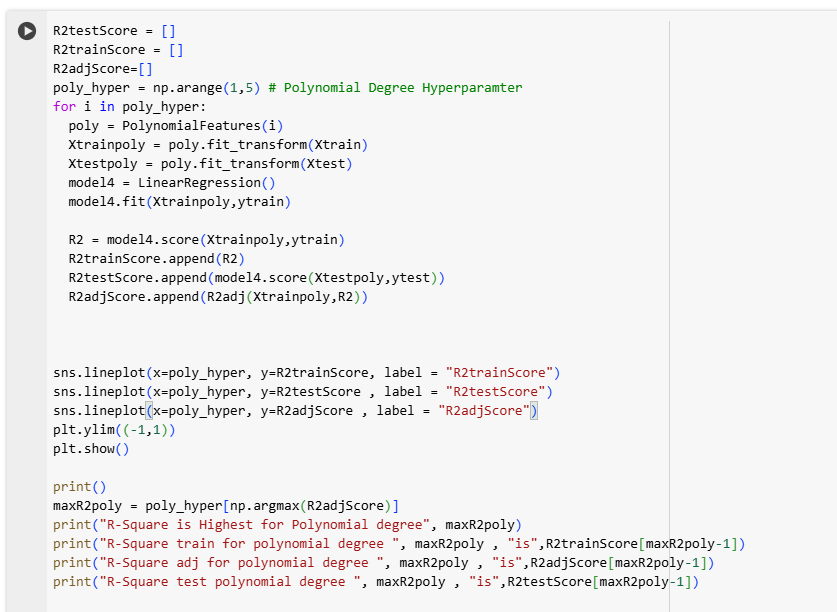 R2testScore = []
R2trainScore = []
R2adjScore=[]
poly_hyper = np.arange(1,5) # Polynomial Degree Hyperparamter
for i in poly_hyper:
  poly = PolynomialFeatures(i)
  Xtrainpoly = poly.fit_transform(Xtrain)
  Xtestpoly = poly.fit_transform(Xtest)
  model4 = LinearRegression()
  model4.fit(Xtrainpoly,ytrain)
  R2 = model4.score(Xtrainpoly,ytrain)
  R2trainScore.append(R2)
  R2testScore.append(model4.score(Xtestpoly,ytest))
  R2adjScore.append(R2adj(Xtrainpoly,R2))
sns.lineplot(x=poly_hyper, y=R2trainScore, label = "R2trainScore")
sns.lineplot(x=poly_hyper, y=R2testScore , label = "R2testScore")
sns.lineplot(x=poly_hyper, y=R2adjScore , label = "R2adjScore")
plt.ylim((-1,1))
plt.show()
print()
maxR2poly = poly_hyper[np.argmax(R2adjScore)]
print("R-Square is Highest for Polynomial degree", maxR2poly)
print("R-Square train for polynomial degree ", maxR2poly , "is",R2trainScore[maxR2poly-1])
print("R-Square adj for polynomial degree ", maxR2poly , "is",R2adjScore[maxR2poly-1])
print("R-Square test polynomial degree ", maxR2poly , "is",R2testScore[maxR2poly-1])